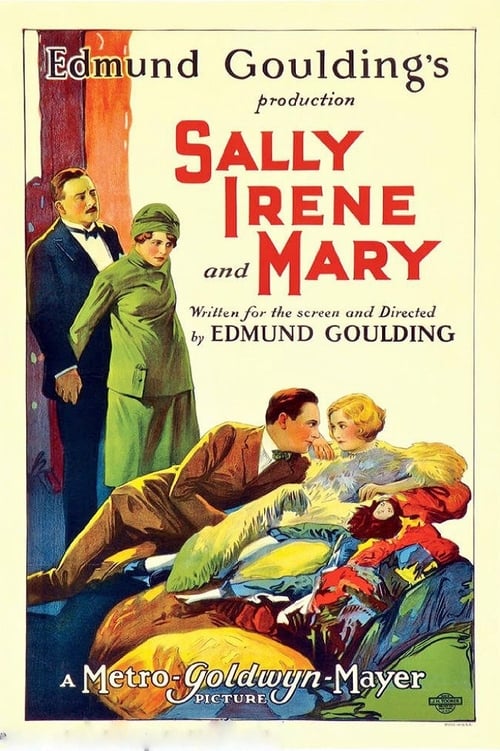 Edmund Goulding's
production
SALLY
IRENE
and MARY
Written for the screen and Directed
by EDMUND GOULDING
A Metro-Goldwyn-Mayer
PICTURE